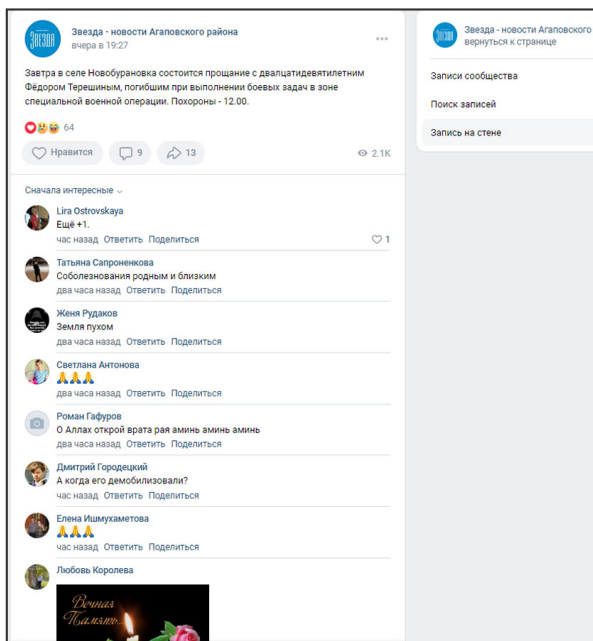 ЗВЕЗДА
Звезда - новости Агаповского района
вчера в 19:27
Завтра в селе Новобурановка состоится прощание с двалцатидевятилетним
Фёдором Терешиным, погибшим при выполнении боевых задач в зоне
специальной военной операции. Похороны - 12.00.
64
Нравится 9 13 2.1K
Сначала интересные
Lira Ostrovskaya
Ещё +1.
час назад Ответить Поделиться 1
Татьяна Сапроненкова
Соболезнования родным и близким
два часа назад Ответить Поделиться
Женя Рудаков
Земля пухом
два часа назад Ответить Поделиться
Светлана Антонова
🙏🙏🙏
два часа назад Ответить Поделиться
Роман Гафуров
О Аллах открой врата рая аминь аминь аминь
два часа назад Ответить Поделиться
Дмитрий Городецкий
А когда его демобилизовали?
час назад Ответить Поделиться
Елена Ишмухаметова
🙏🙏🙏
час назад Ответить Поделиться
Любовь Королева
Вечная
Память...
Звезда - новости Агаповского
вернуться к странице
Записи сообщества
Поиск записей
Запись на стене